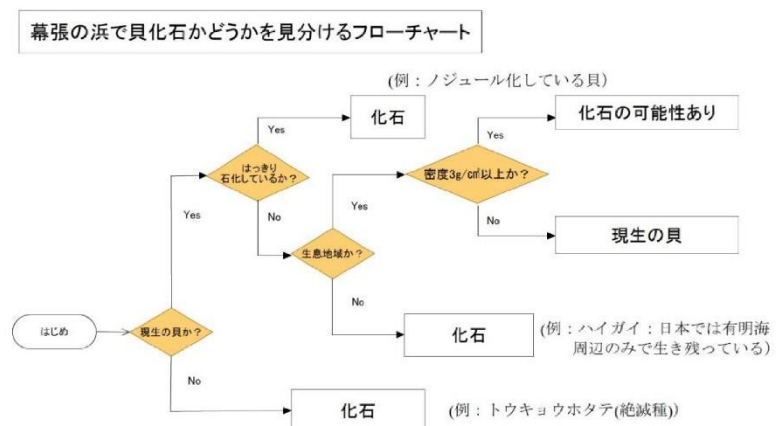 幕張の浜で貝化石かどうかを見分けるフローチャート
(例：ノジュール化している貝)
化石
化石の可能性あり
Yes
Yes
はっきり
石化しているか？
密度3g/㎤以上か？
Yes
No
Yes
No
生息地域か？
現生の貝
はじめ
現生の貝か？
No
化石
(例：ハイガイ：日本では有明海
周辺のみで生き残っている)
No
化石
(例：トウキョウホタテ(絶滅種))